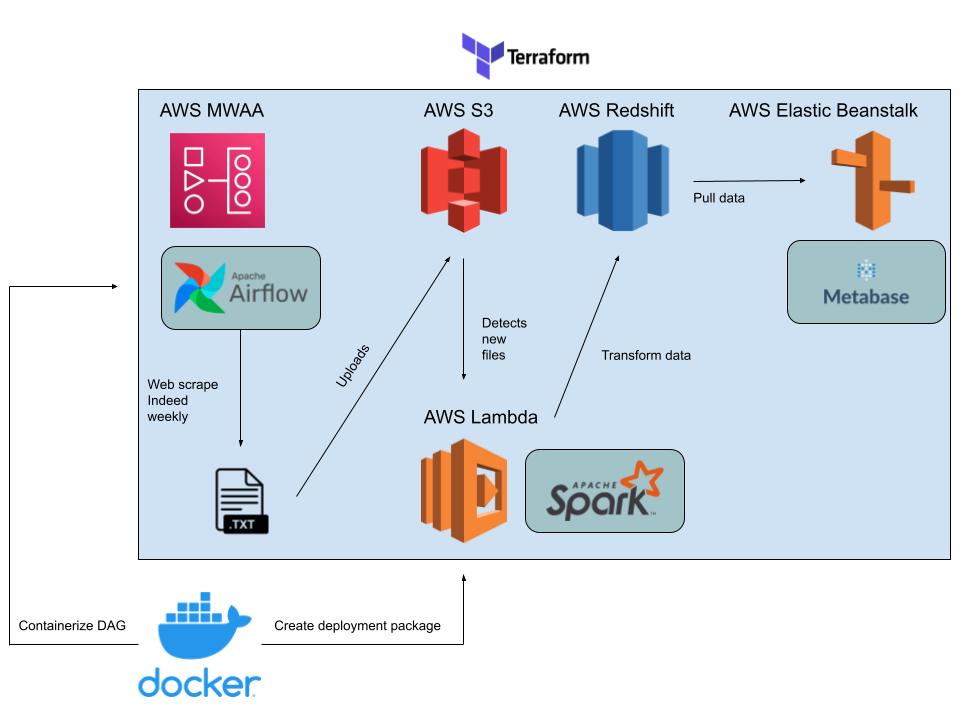 Terraform
AWS MWAA
AWS S3
AWS Redshift
AWS Elastic Beanstalk
Pull data
Apache
Airflow
Metabase
Detects
new
files
Uploads
Transform data
Web scrape
Indeed
weekly
AWS Lambda
.TXT
APACHE
Spark™
Containerize DAG
Create deployment package
docker